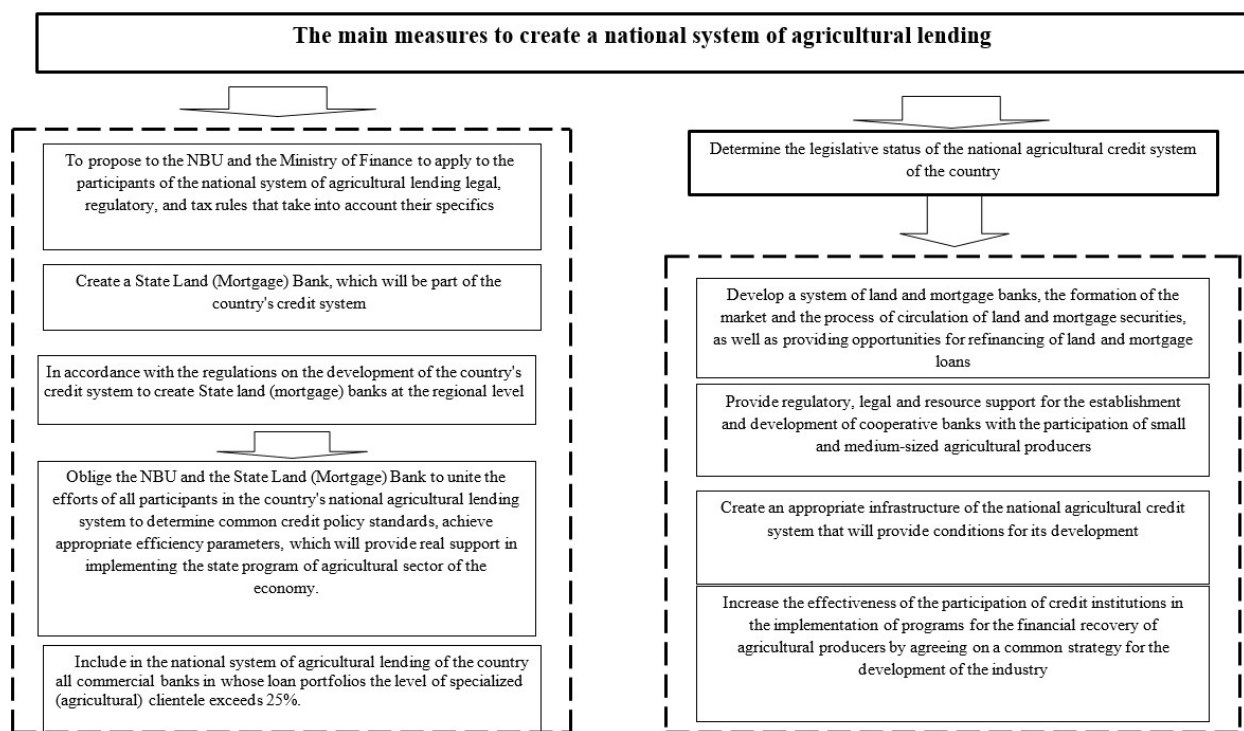 The main measures to create a national system of agricultural lending
To propose to the NBU and the Ministry of Finance to apply to the
participants of the national system of agricultural lending legal,
regulatory, and tax rules that take into account their specifics
Create a State Land (Mortgage) Bank, which will be part of the
country's credit system
In accordance with the regulations on the development of the country's
credit system to create State land (mortgage) banks at the regional level
Oblige the NBU and the State Land (Mortgage) Bank to unite the
efforts of all participants in the country's national agricultural lending
system to determine common credit policy standards, achieve
appropriate efficiency parameters, which will provide real support in
implementing the state program of agricultural sector of the
economy.
Include in the national system of agricultural lending of the country
all commercial banks in whose loan portfolios the level of specialized
(agricultural) clientele exceeds 25%.
Determine the legislative status of the national agricultural credit system
of the country
Develop a system of land and mortgage banks, the formation of the
market and the process of circulation of land and mortgage securities,
as well as providing opportunities for refinancing of land and mortgage
loans
Provide regulatory, legal and resource support for the establishment
and development of cooperative banks with the participation of small
and medium-sized agricultural producers
Create an appropriate infrastructure of the national agricultural credit
system that will provide conditions for its development
Increase the effectiveness of the participation of credit institutions in
the implementation of programs for the financial recovery of
agricultural producers by agreeing on a common strategy for the
development of the industry